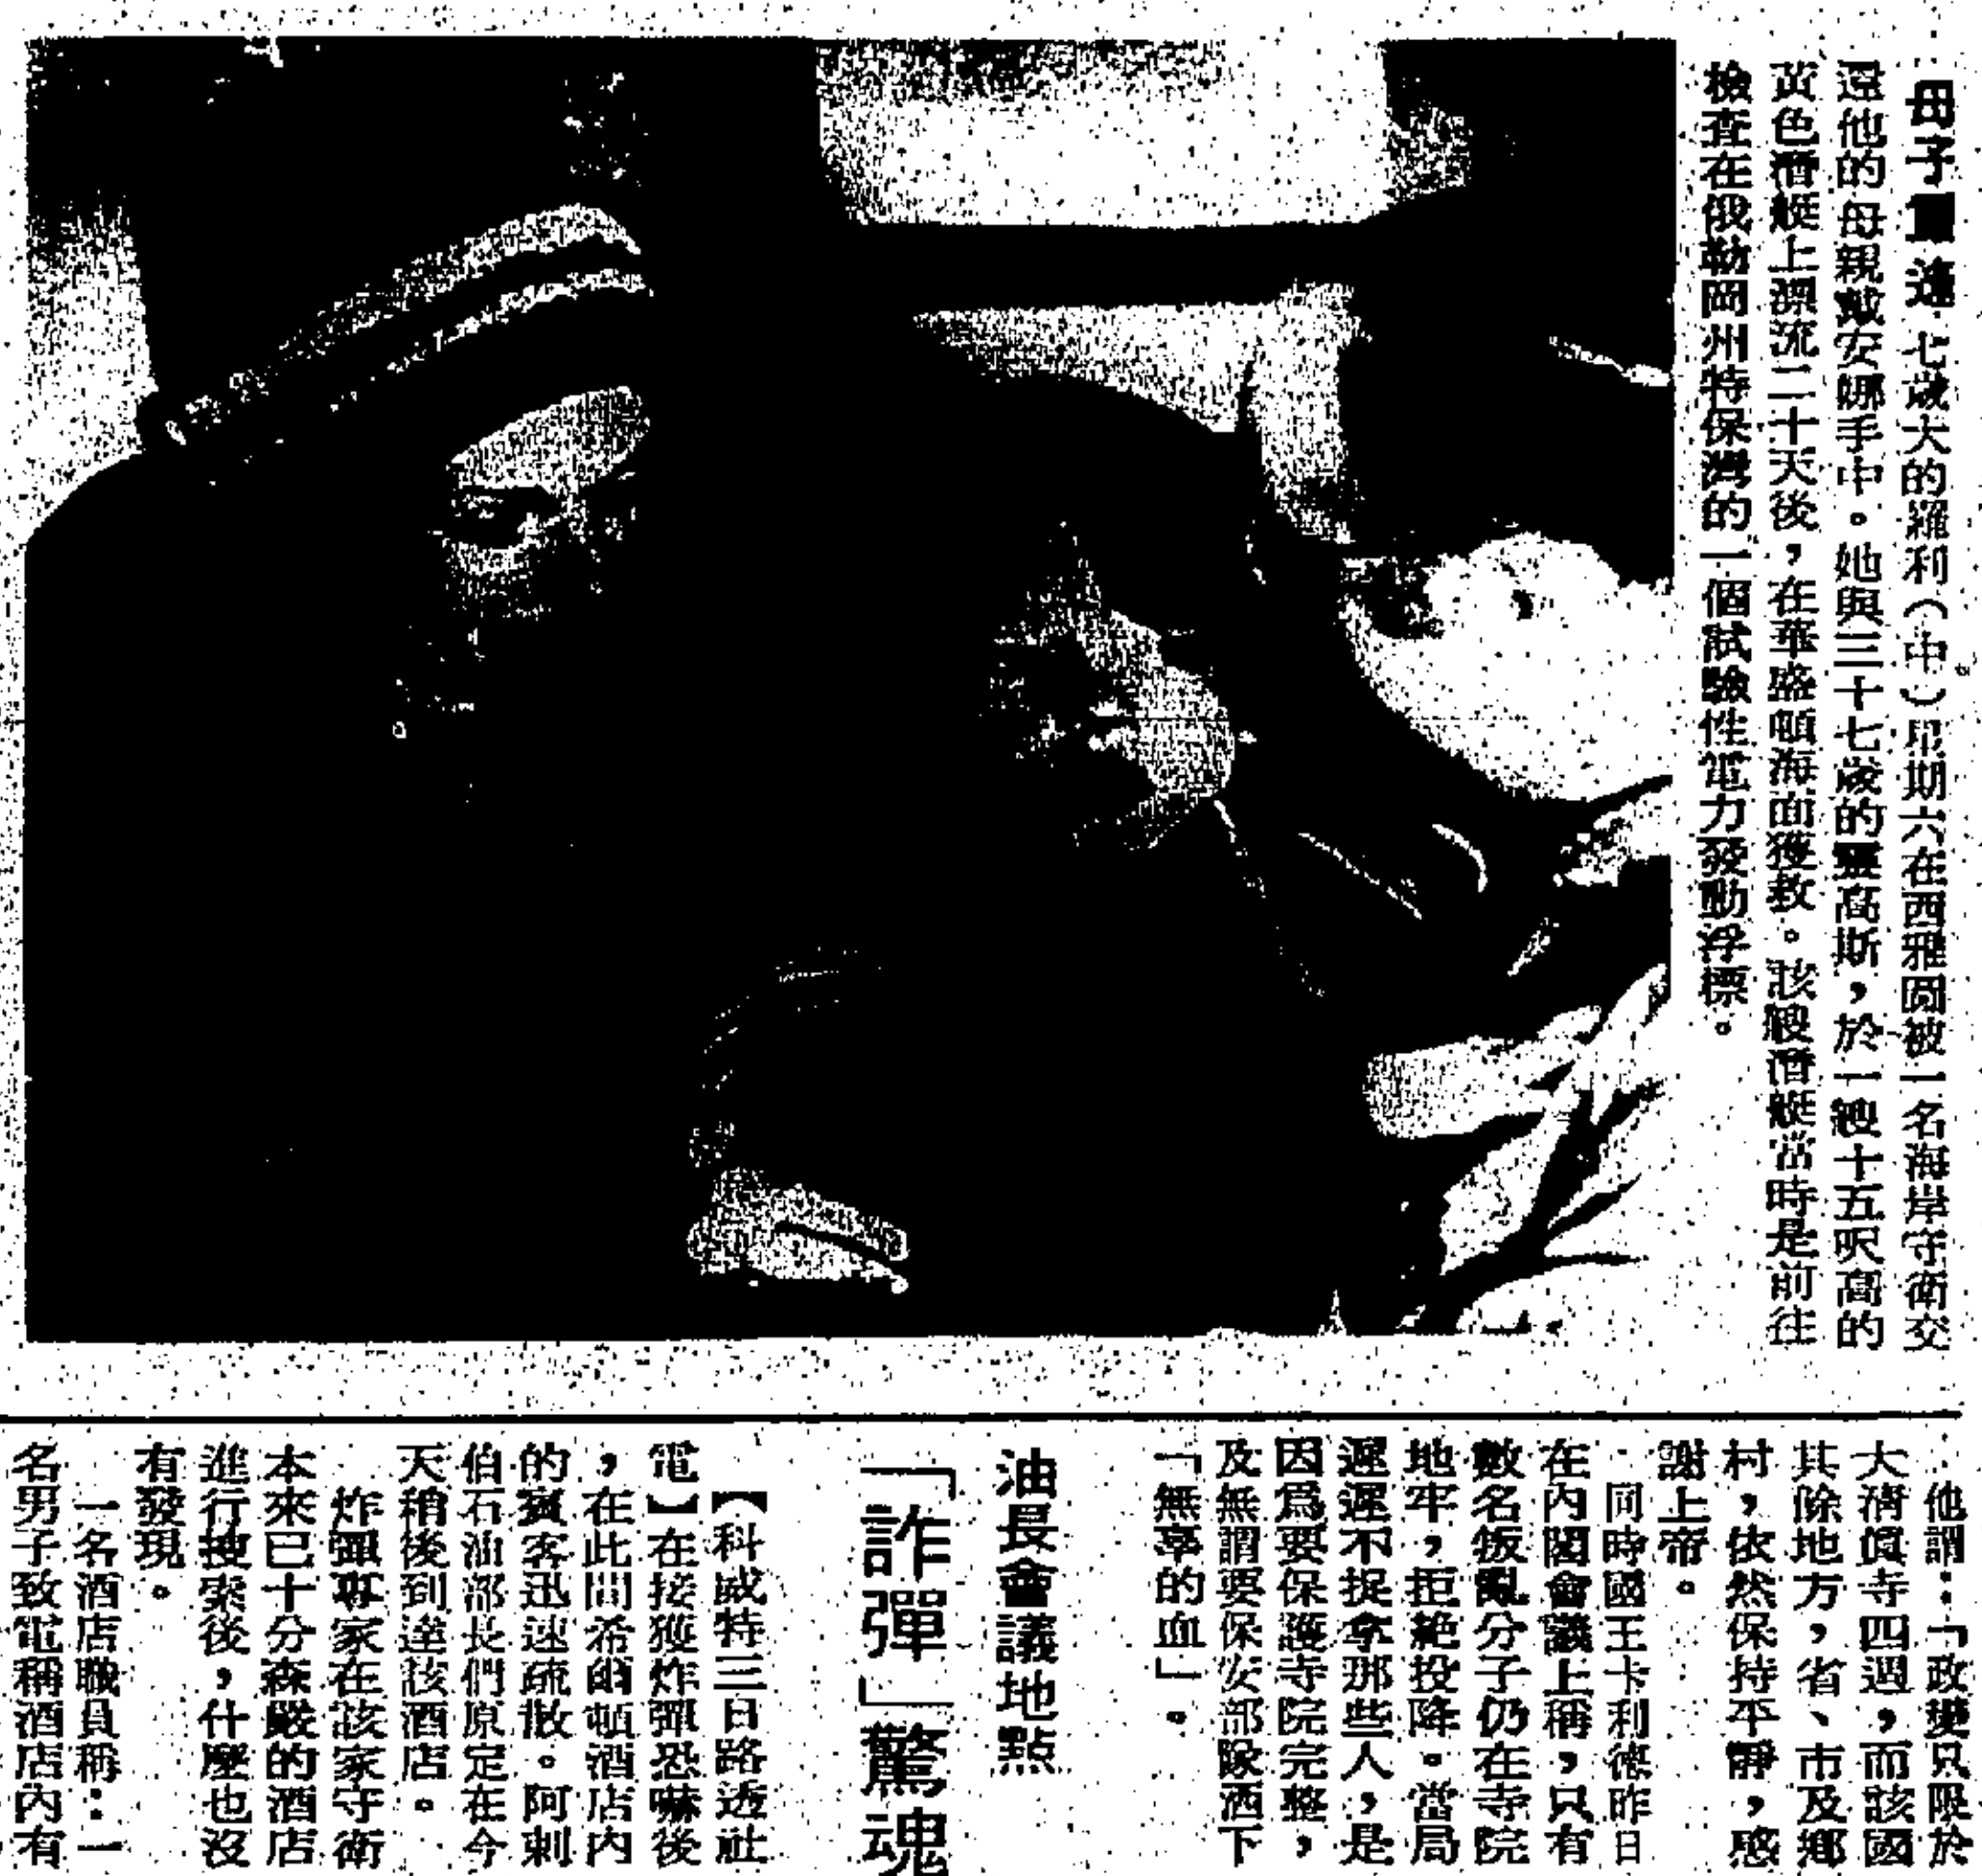 母子重逢 七歲大的羅利（中）星期六在西雅圖被一名海岸守衛交
還他的母親戴安娜手中。她與三十七歲的靈高斯，於一艘十五呎高的
黃色潛艇上漂流二十天後，在華盛頓海面獲救。該艘潛艇當時是前往
檢查在俄勒岡州特保灣的一個試驗性電力發動浮標。
他謂：「政變只限於
大清真寺四週，而該國
其除地方，省、市及鄉
村，依然保持平靜，感
謝上帝。
同時國王卡利德昨日
在內閣會議上稱，只有
數名叛亂分子仍在寺院
地牢，拒絶投降。當局
遲遲不捉拿那些人，是
因爲要保護寺院完整，
及無謂要保安部隊洒下
「無辜的血」。
油長會議地點
「詐彈」驚魂
【科威特三日路透社
電】在接獲炸彈恐嚇後
，在此間希爾頓酒店內
的賓客迅速疏散。阿剌
伯石油部長們原定在今
天稍後到達該酒店。
炸彈專家在該家守衛
本來已十分森嚴的酒店
進行搜索後，什麼也沒
有發現。
一名酒店職員稱：一
名男子致電稱酒店內有